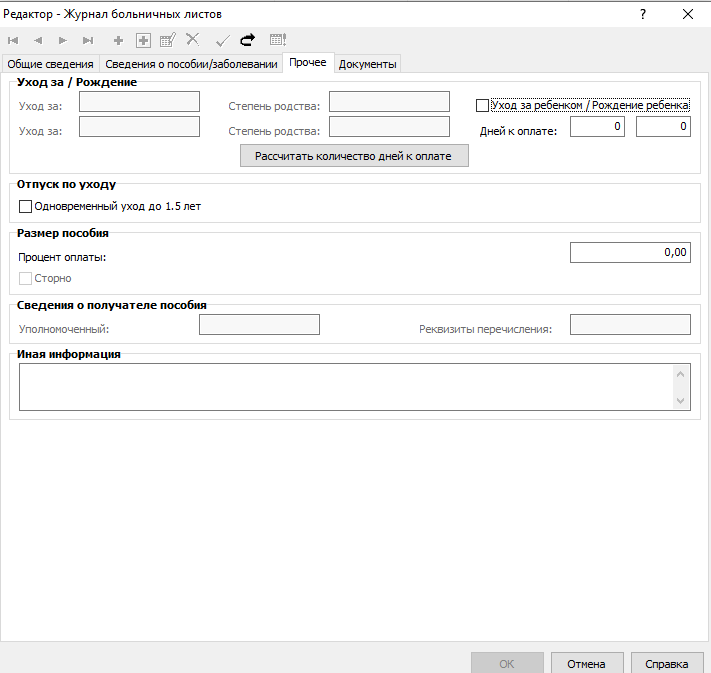 Редактор - Журнал больничных листов ?
Общие сведения Сведения о пособии/заболевании Прочее Документы
Уход за / Рождение
Уход за: Степень родства: Уход за ребенком / Рождение ребенка
Уход за: Степень родства: Дней к оплате: 0 0
Рассчитать количество дней к оплате
Отпуск по уходу
Одновременный уход до 1.5 лет
Размер пособия
Процент оплаты: 0,00
Сторно
Сведения о получателе пособия
Уполномоченный: Реквизиты перечисления:
Иная информация
OK Отмена Справка